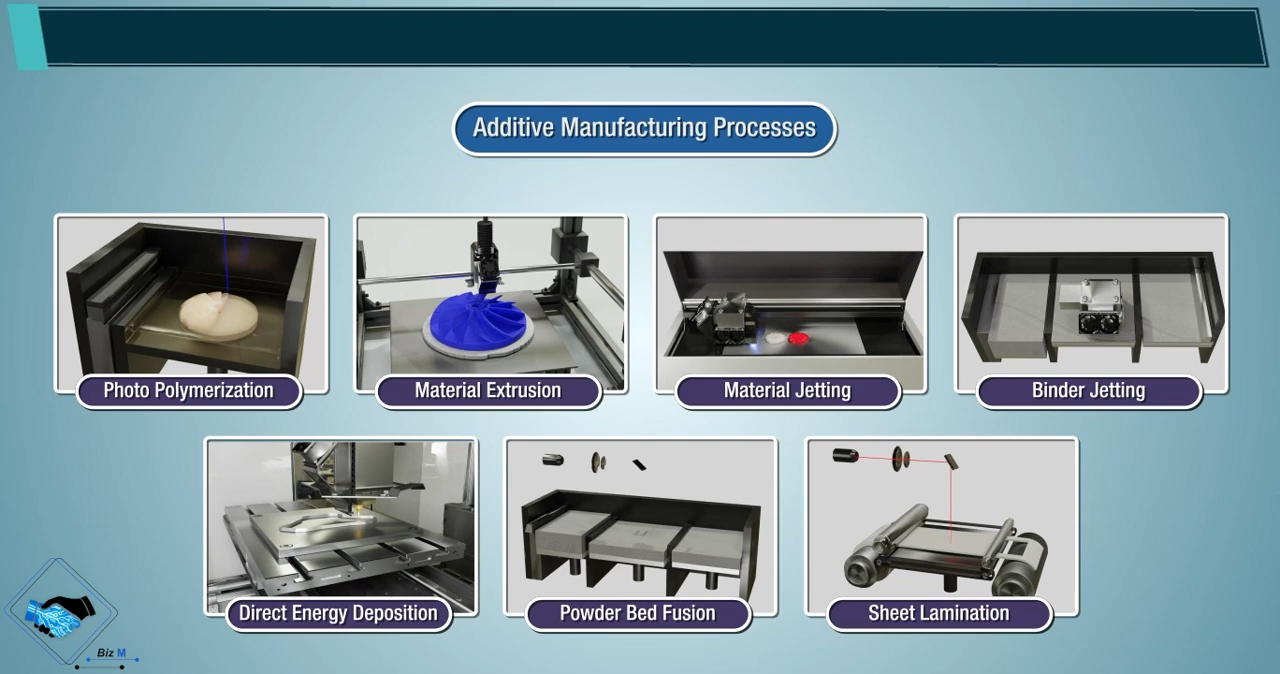 Additive Manufacturing Processes
Photo Polymerization
Material Extrusion
Material Jetting
Binder Jetting
Direct Energy Deposition
Powder Bed Fusion
Sheet Lamination
Biz M